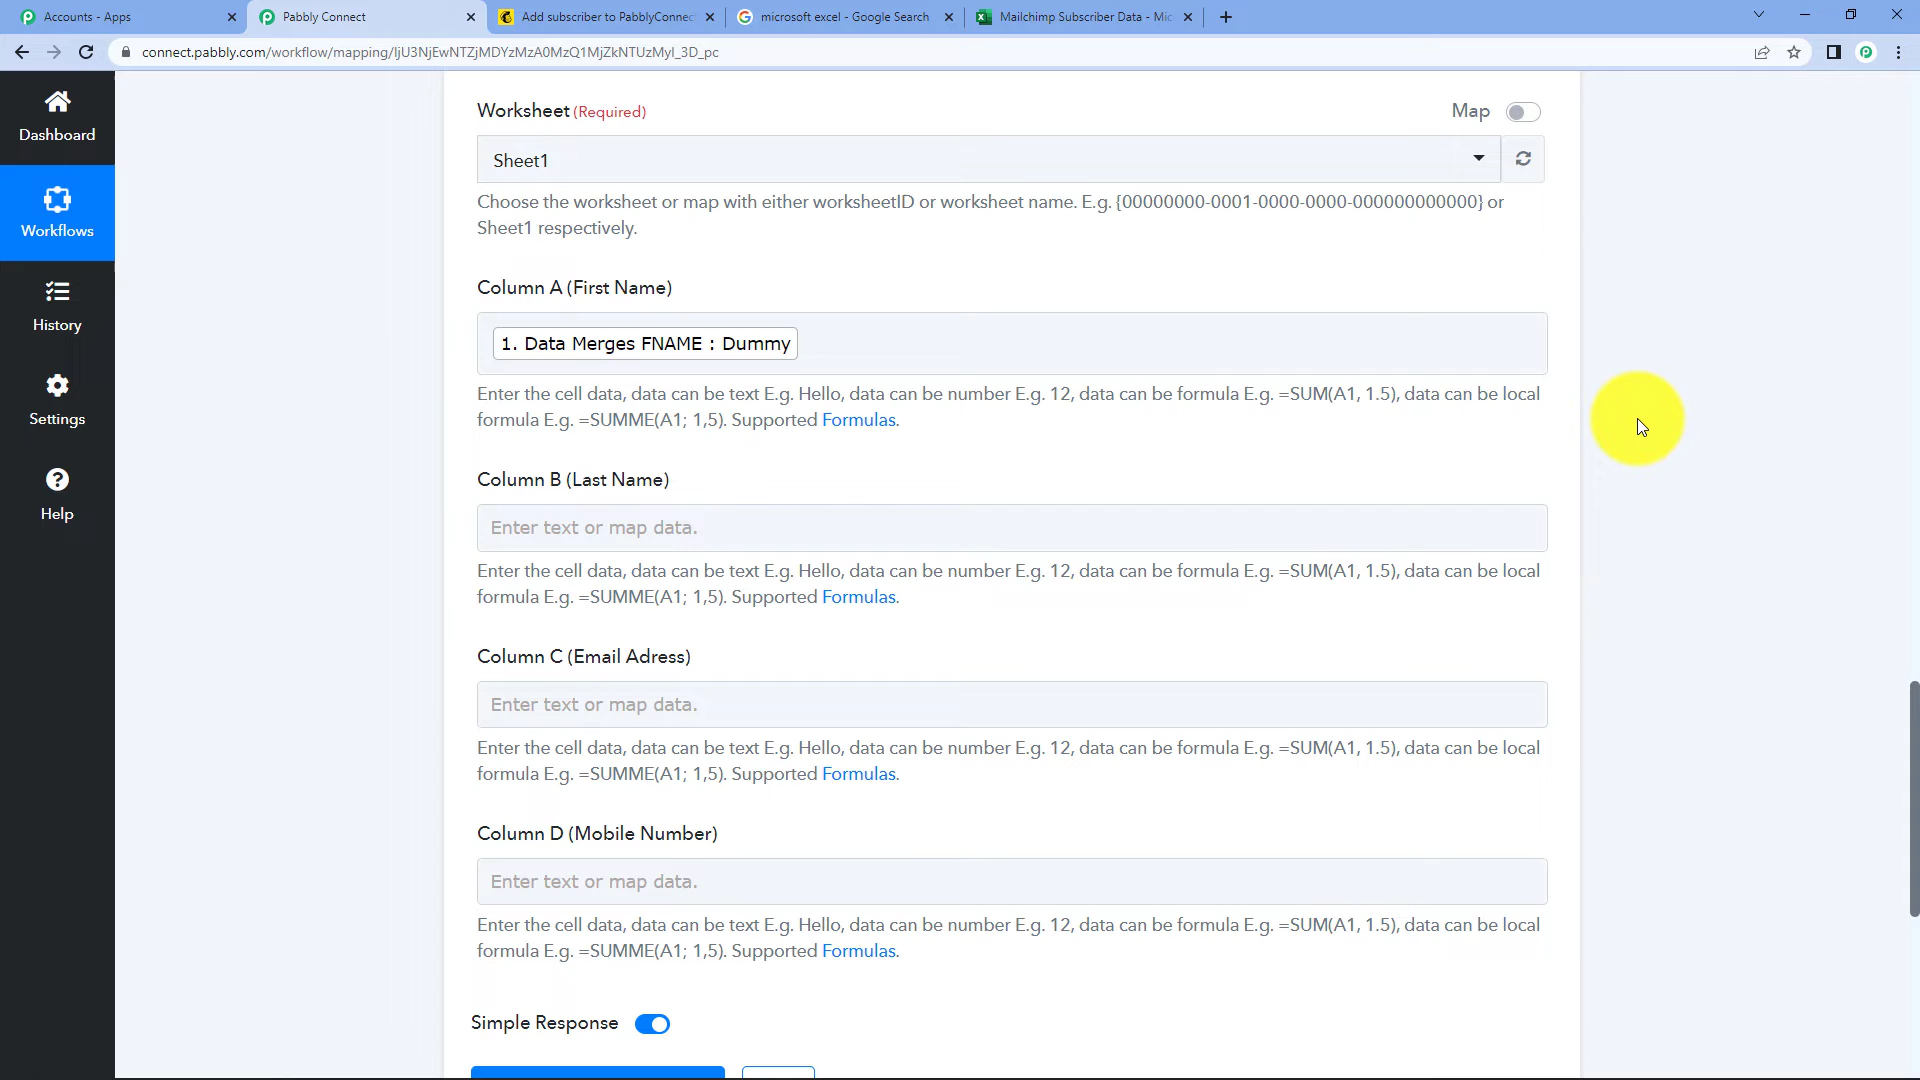 Accounts - Apps
Pabbly Connect
Add subscriber to PabblyConnec
microsoft excel - Google Search
Mailchimp Subscriber Data - Mic
connect.pabbly.com/workflow/mapping/IjU3NjEwNTZjMDYzMzA0MzQ1MjZkNTUzMyI_3D_pc
Dashboard
Workflows
History
Settings
Help
Worksheet (Required)
Map
Sheet1
Choose the worksheet or map with either worksheetID or worksheet name. E.g. {00000000-0001-0000-0000-000000000000} or
Sheet1 respectively.
Column A (First Name)
1. Data Merges FNAME : Dummy
Enter the cell data, data can be text E.g. Hello, data can be number E.g. 12, data can be formula E.g. =SUM(A1, 1.5), data can be local
formula E.g. =SUMME(A1; 1,5). Supported Formulas.
Column B (Last Name)
Enter text or map data.
Enter the cell data, data can be text E.g. Hello, data can be number E.g. 12, data can be formula E.g. =SUM(A1, 1.5), data can be local
formula E.g. =SUMME(A1; 1,5). Supported Formulas.
Column C (Email Adress)
Enter text or map data.
Enter the cell data, data can be text E.g. Hello, data can be number E.g. 12, data can be formula E.g. =SUM(A1, 1.5), data can be local
formula E.g. =SUMME(A1; 1,5). Supported Formulas.
Column D (Mobile Number)
Enter text or map data.
Enter the cell data, data can be text E.g. Hello, data can be number E.g. 12, data can be formula E.g. =SUM(A1, 1.5), data can be local
formula E.g. =SUMME(A1; 1,5). Supported Formulas.
Simple Response